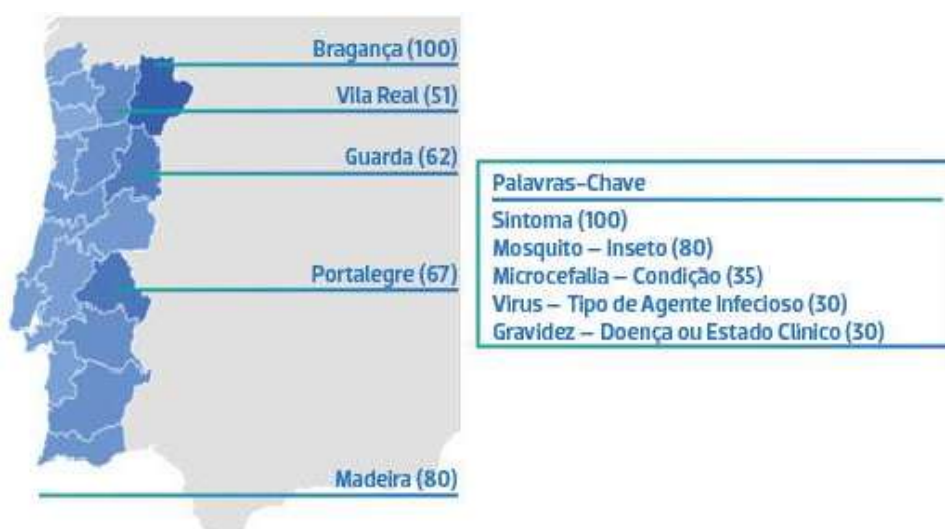 Bragança (100)
Vila Real (51)
Guarda (62)
Portalegre (67)
Madeira (80)
Palavras-Chave
Sintoma (100)
Mosquito – Inseto (80)
Microcefalia – Condição (35)
Virus – Tipo de Agente Infecioso (30)
Gravidez – Doença ou Estado Clínico (30)